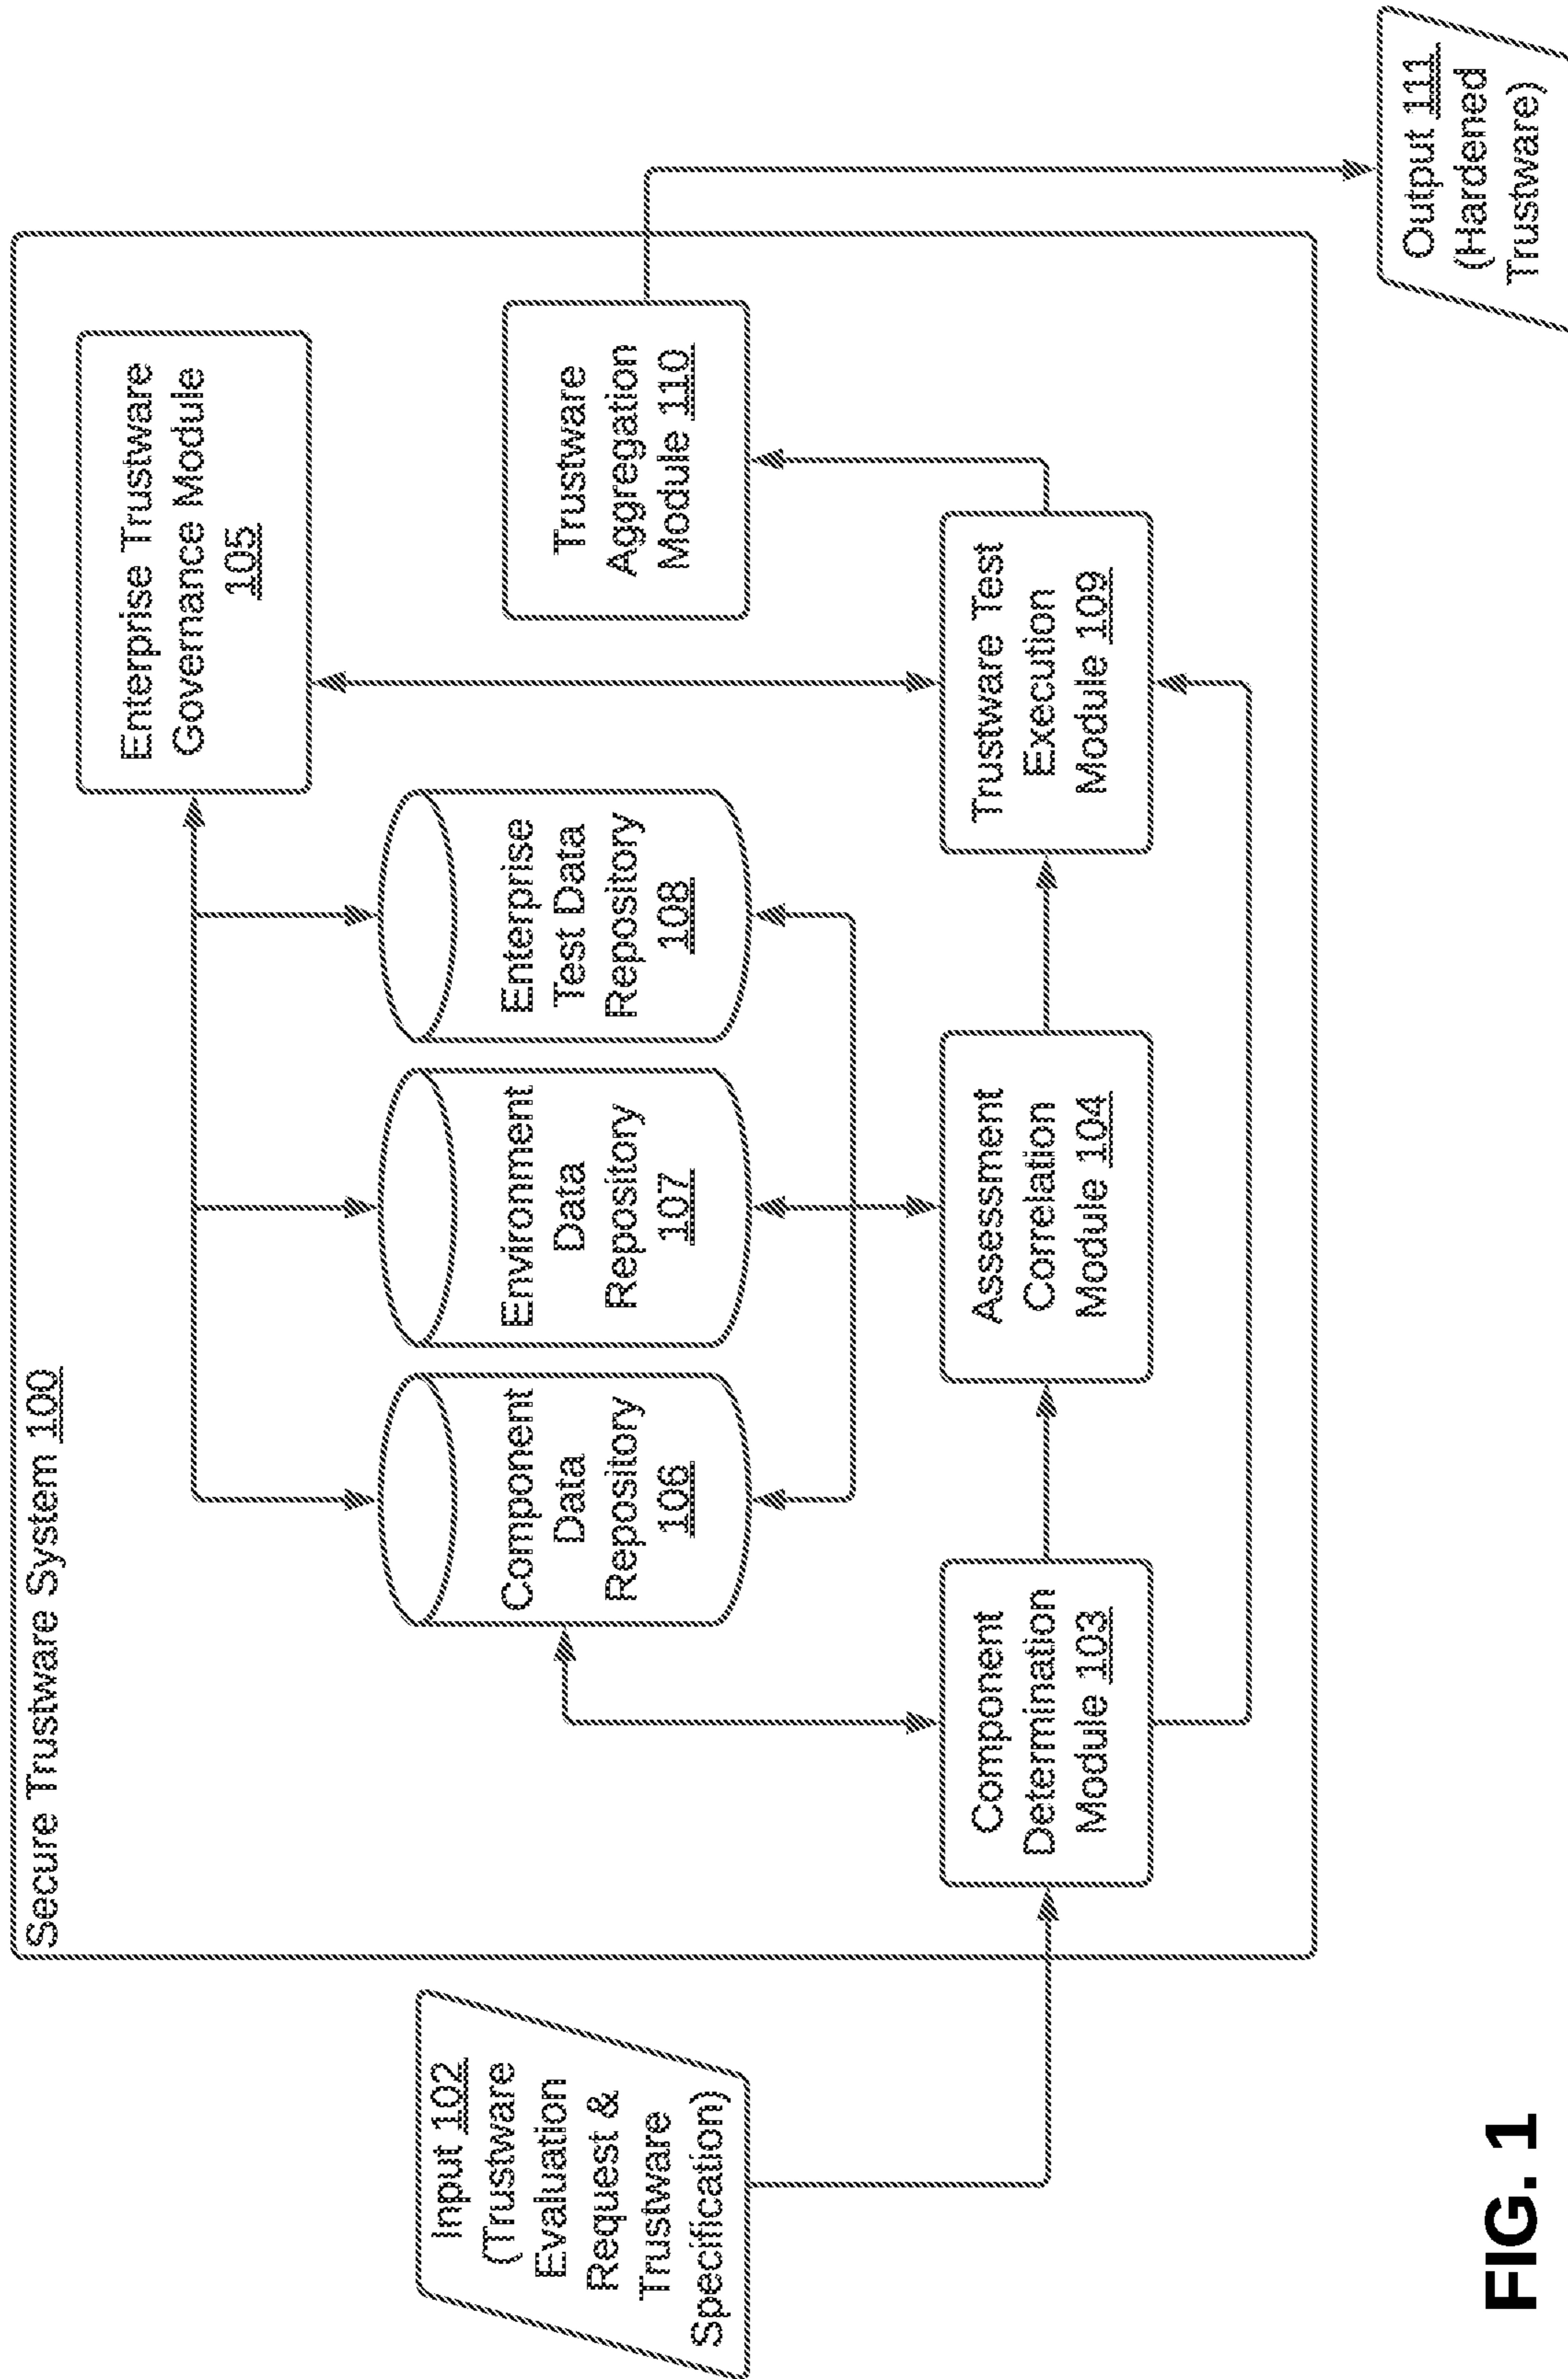 Secure Trustware System 100
Enterprise Trustware
Governance Module
105
Input 102
(Trustware
Evaluation
Request &
Trustware
Specification)
Component
Data
Repository
106
Environment
Data
Repository
107
Enterprise
Test Data
Repository
108
Trustware
Aggregation
Module 110
Component
Determination
Module 103
Assessment
Correlation
Module 104
Trustware Test
Execution
Module 109
Output 111
(Hardened
Trustware)
FIG. 1